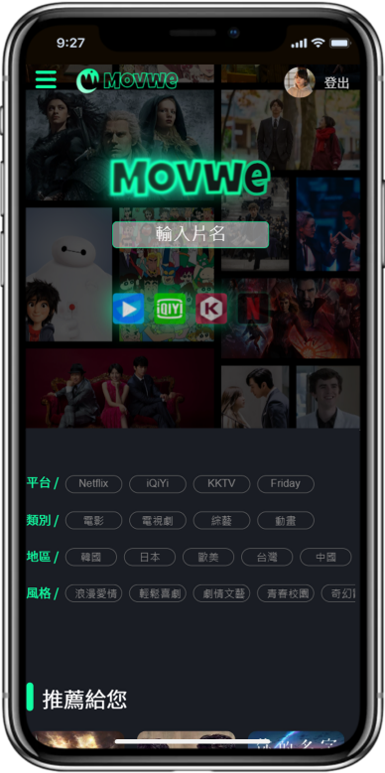 9:27
MOVWE
登出
MOVWE
輸入片名
iQIYI
K
N
平台 / Netflix iQiYi KKTV Friday
類別 / 電影 電視劇 綜藝 動畫
地區 / 韓國 日本 歐美 台灣 中國
風格 / 浪漫愛情 輕鬆喜劇 劇情文藝 青春校園 奇幻
推薦給您